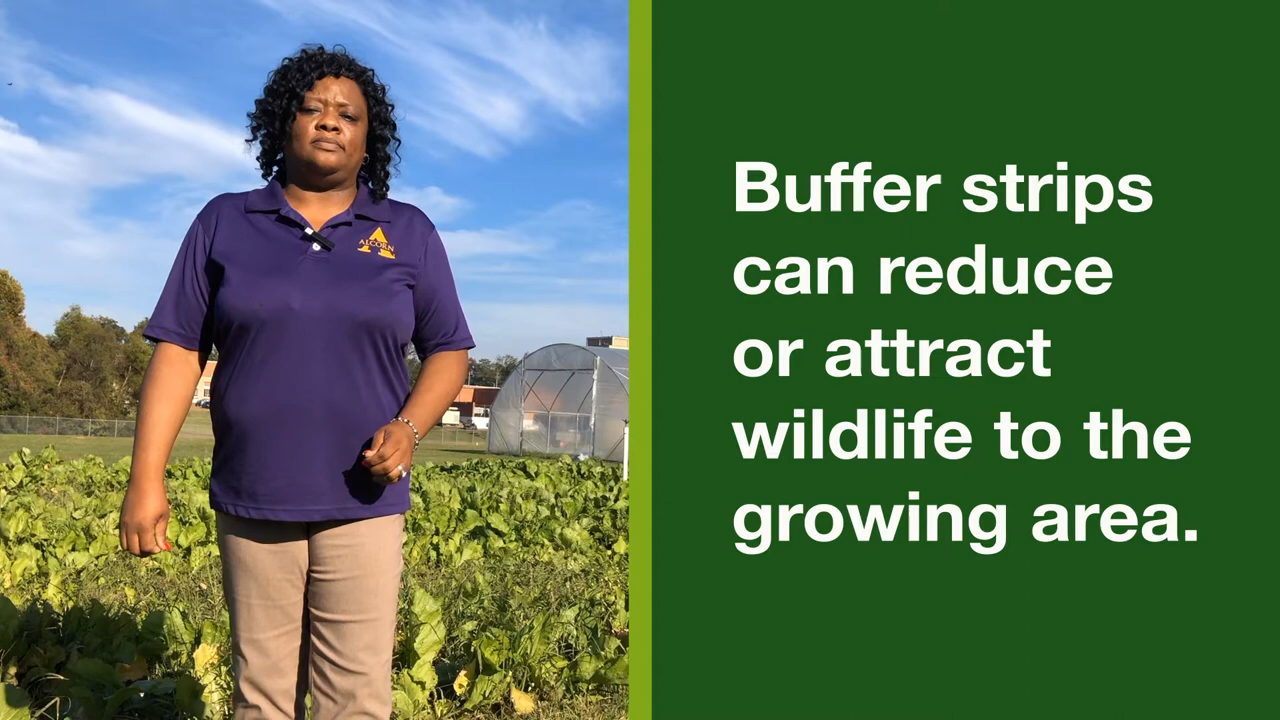 ALCORN
Buffer strips
can reduce
or attract
wildlife to the
growing area.